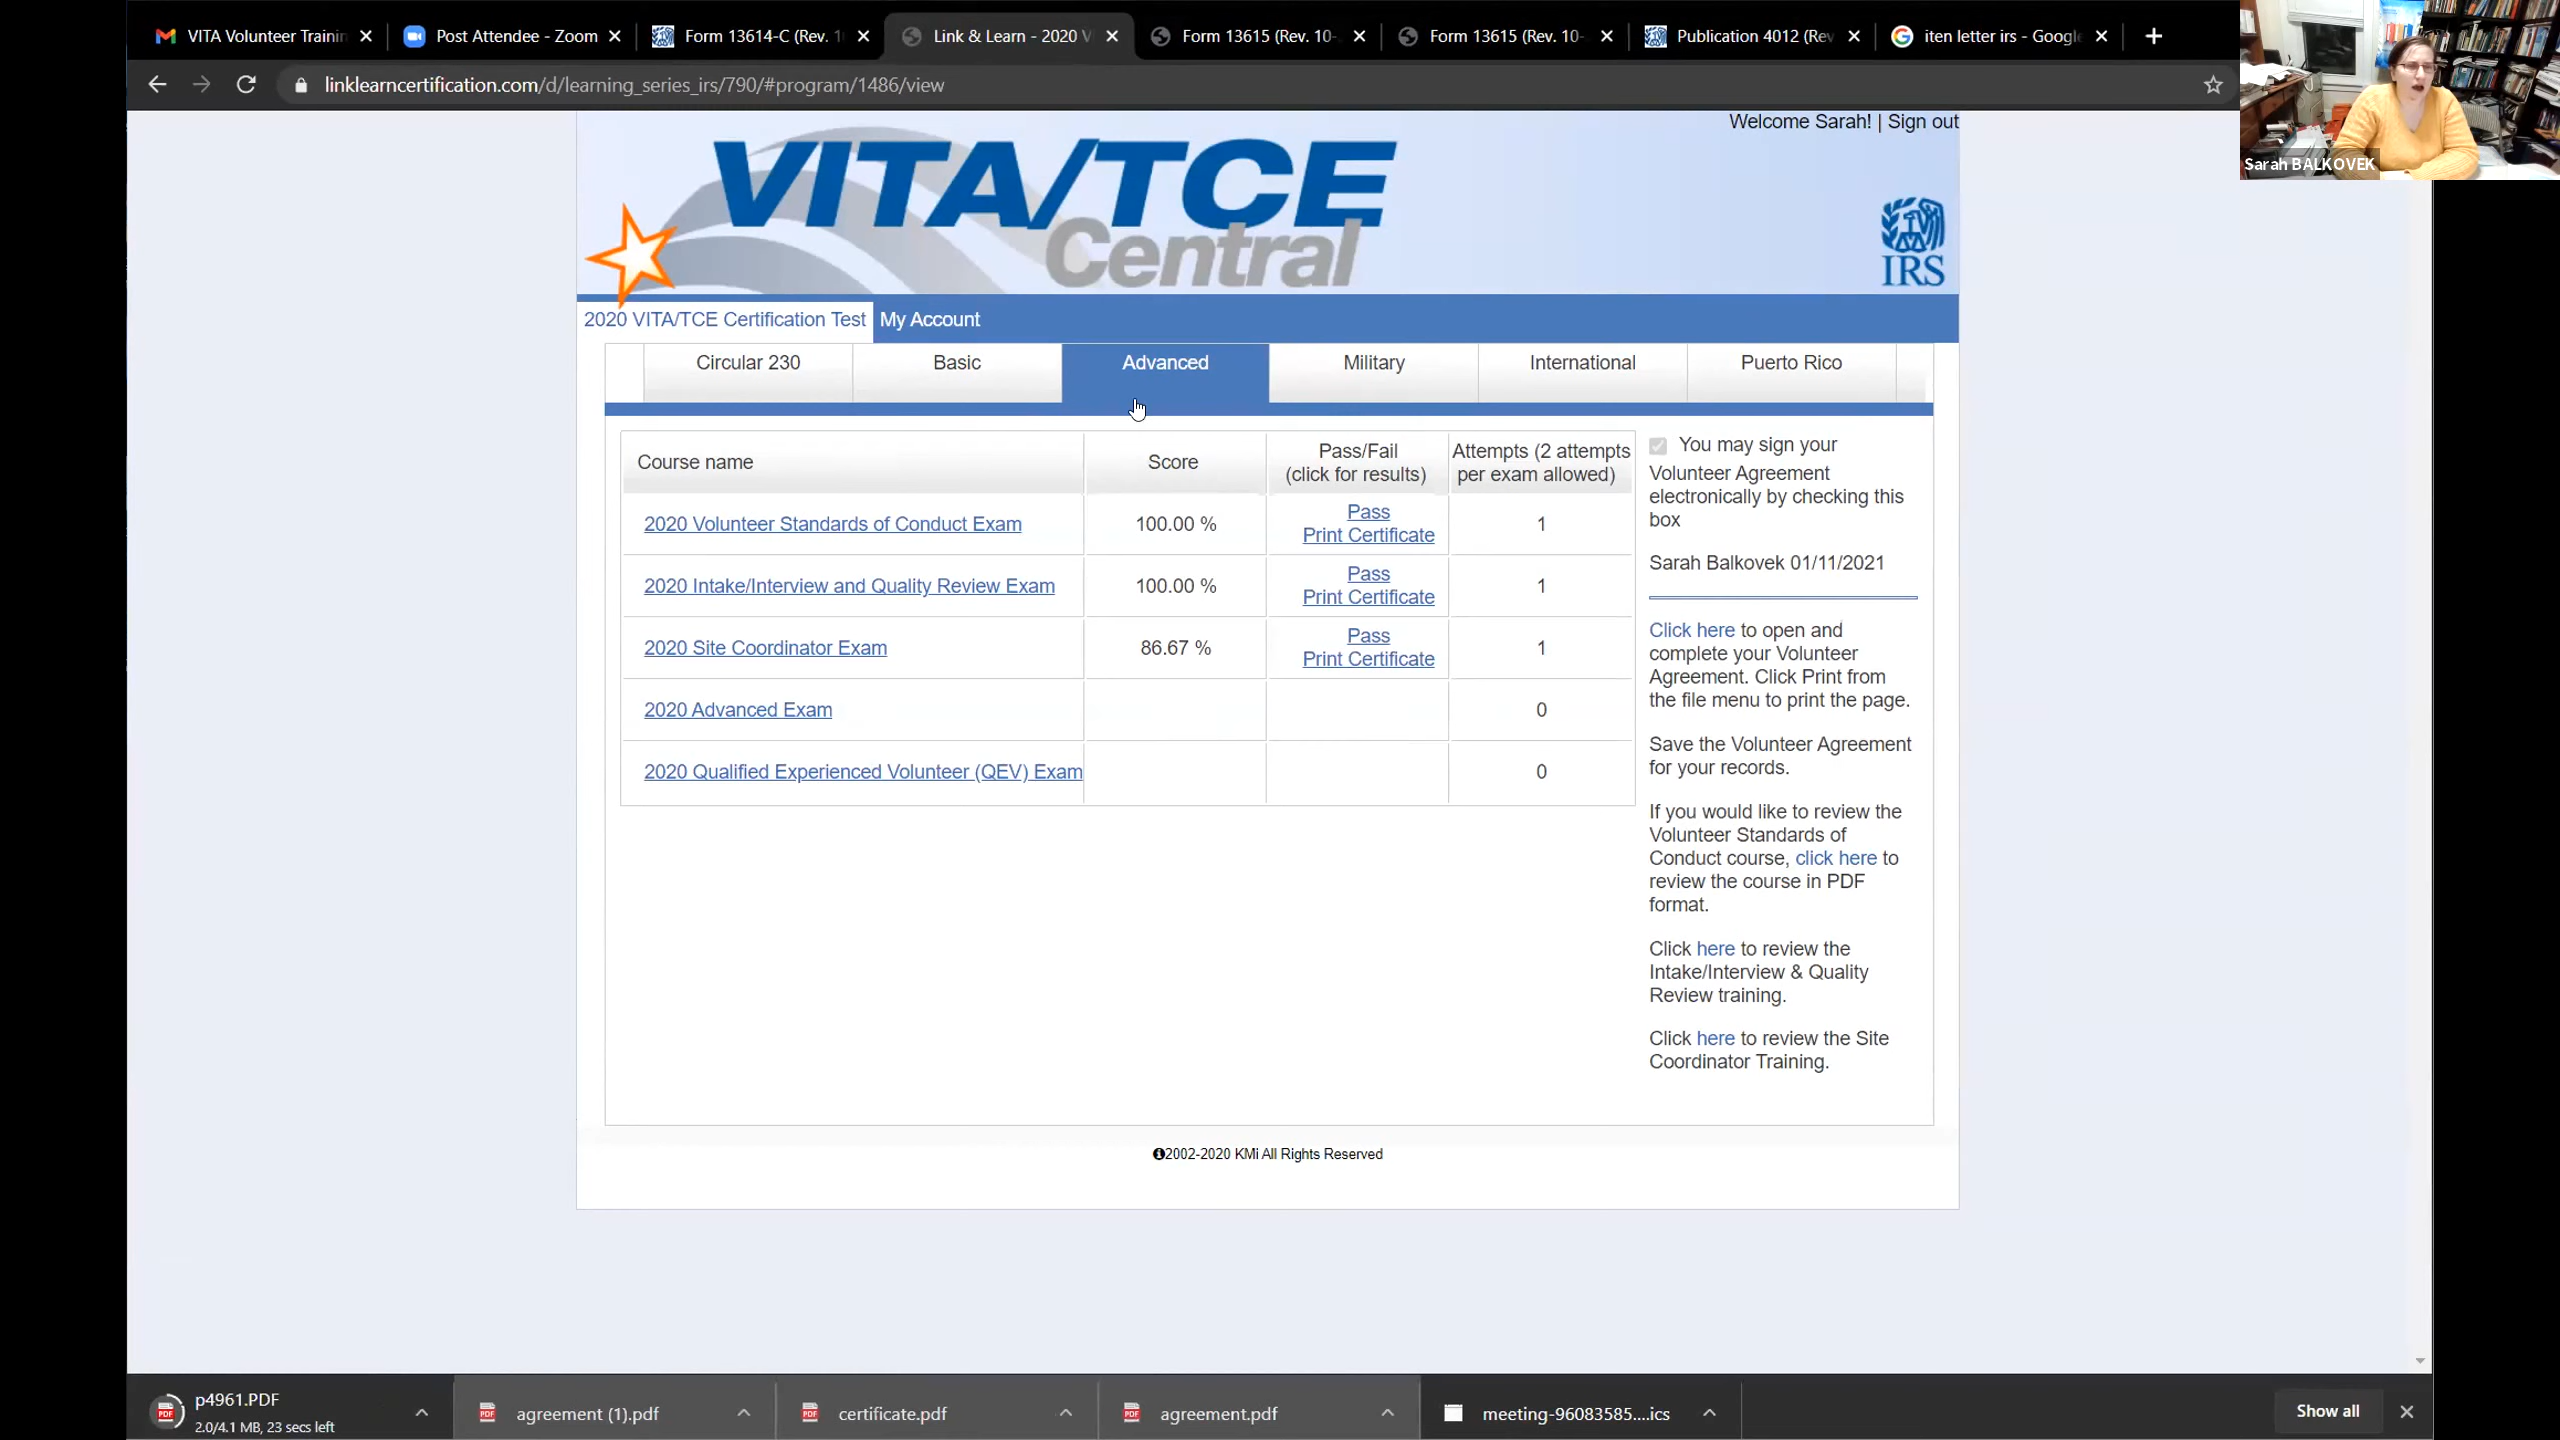 VITA Volunteer Trainin
Post Attendee - Zoom
Form 13614-C (Rev. 1
Link & Learn - 2020 V
Form 13615 (Rev. 10-
Form 13615 (Rev. 10-
Publication 4012 (Rev
iten letter irs - Google
linklearncertification.com/d/learning_series_irs/790/#program/1486/view
Sarah BALKOVEK
Welcome Sarah! | Sign out
VITA/TCE
Central
IRS
2020 VITA/TCE Certification Test
My Account
Circular 230
Basic
Advanced
Military
International
Puerto Rico
Course name
Score
Pass/Fail
(click for results)
Attempts (2 attempts
per exam allowed)
2020 Volunteer Standards of Conduct Exam
100.00 %
Pass
Print Certificate
1
2020 Intake/Interview and Quality Review Exam
100.00 %
Pass
Print Certificate
1
2020 Site Coordinator Exam
86.67 %
Pass
Print Certificate
1
2020 Advanced Exam
0
2020 Qualified Experienced Volunteer (QEV) Exam
0
You may sign your
Volunteer Agreement
electronically by checking this
box
Sarah Balkovek 01/11/2021
Click here to open and
complete your Volunteer
Agreement. Click Print from
the file menu to print the page.
Save the Volunteer Agreement
for your records.
If you would like to review the
Volunteer Standards of
Conduct course, click here to
review the course in PDF
format.
Click here to review the
Intake/Interview & Quality
Review training.
Click here to review the Site
Coordinator Training.
2002-2020 KMi All Rights Reserved
p4961.PDF
2.0/4.1 MB, 23 secs left
agreement (1).pdf
certificate.pdf
agreement.pdf
meeting-96083585....ics
Show all